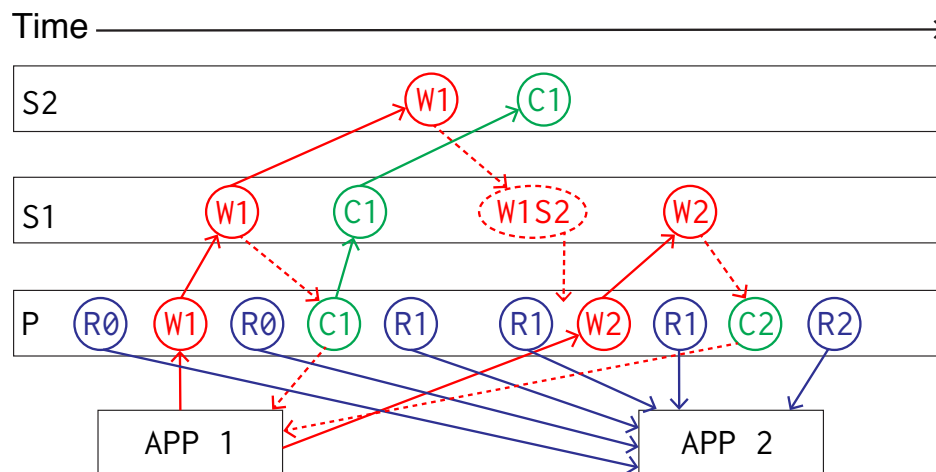 Time
S2 W1 C1
S1 W1 C1 W1S2 W2
P R0 W1 R0 C1 R1 R1 W2 R1 C2 R2
APP 1 APP 2